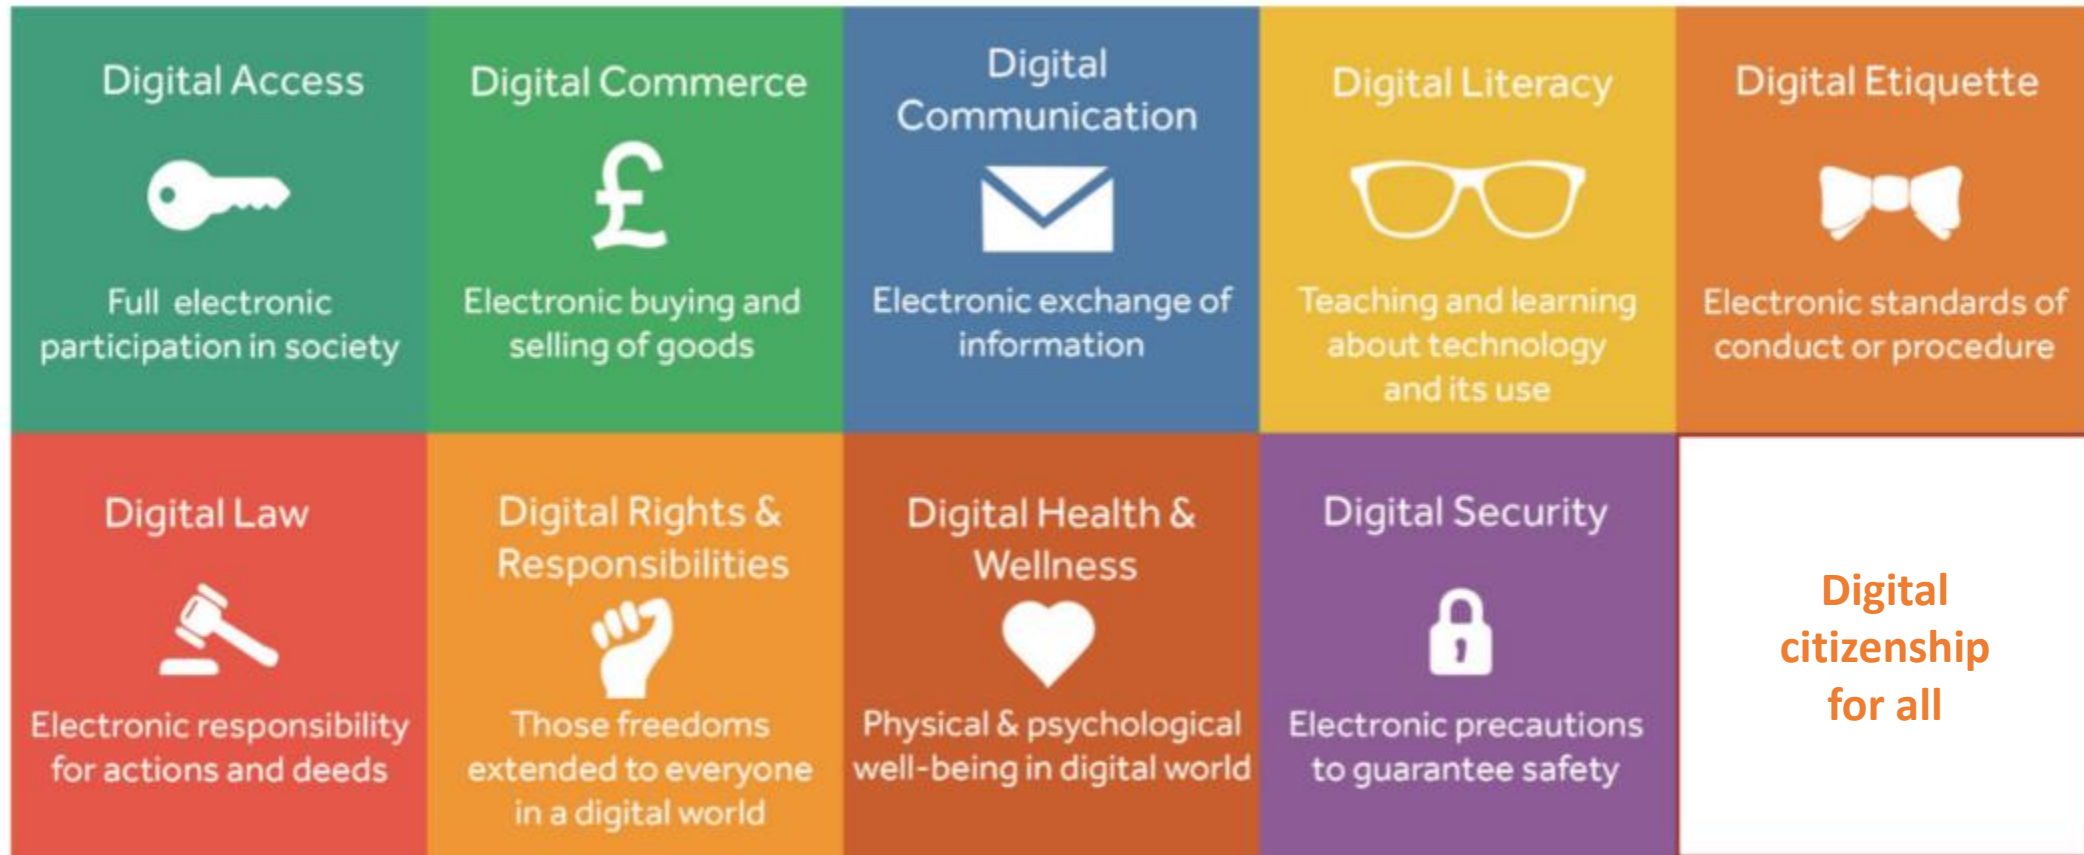 Digital Access
Full electronic
participation in society
Digital Commerce
£
Electronic buying and
selling of goods
Digital
Communication
Electronic exchange of
information
Digital Literacy
Teaching and learning
about technology
and its use
Digital Etiquette
Electronic standards of
conduct or procedure
Digital Law
Electronic responsibility
for actions and deeds
Digital Rights &
Responsibilities
Those freedoms
extended to everyone
in a digital world
Digital Health &
Wellness
Physical & psychological
well-being in digital world
Digital Security
Electronic precautions
to guarantee safety
Digital
citizenship
for all